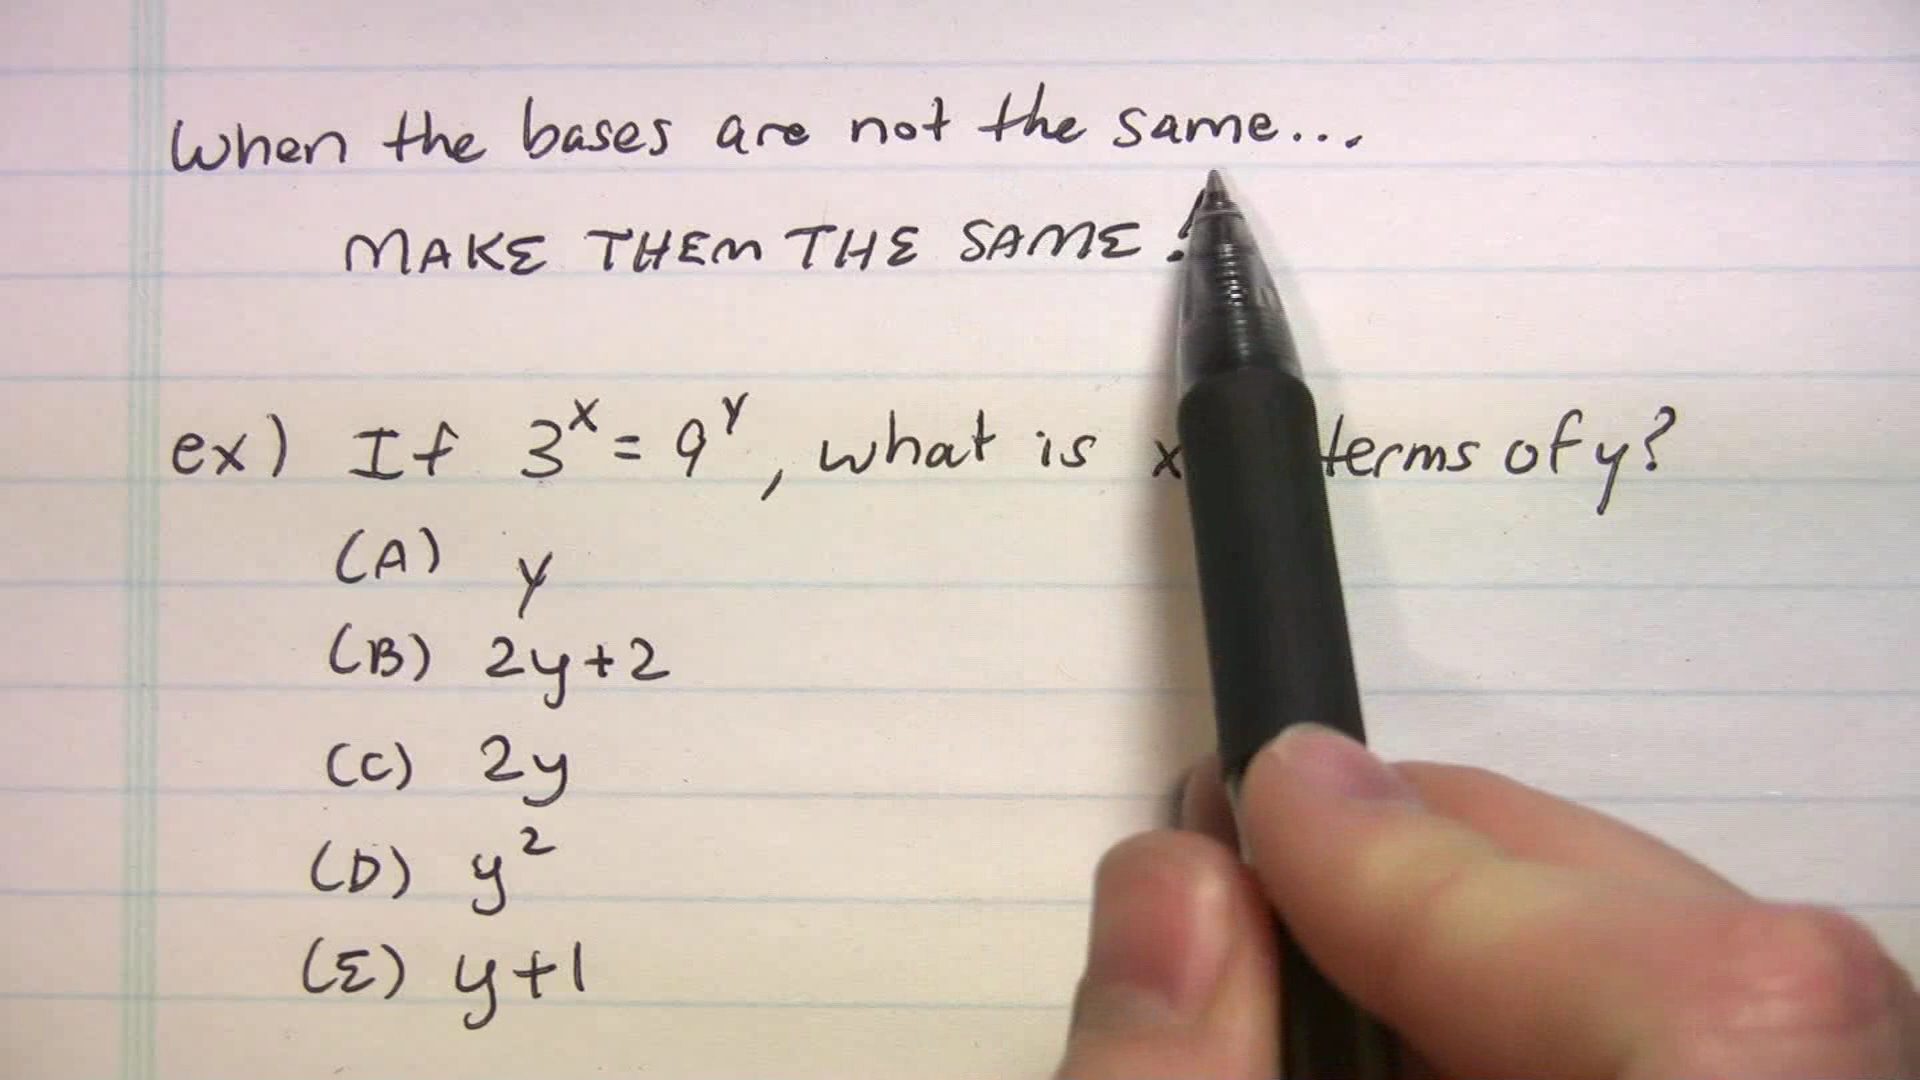 When the bases are not the same...
MAKE THEM THE SAME!
ex) If 3^x = 9^y, what is x terms of y?
(A) y
(B) 2y+2
(C) 2y
(D) y^2
(E) y+1